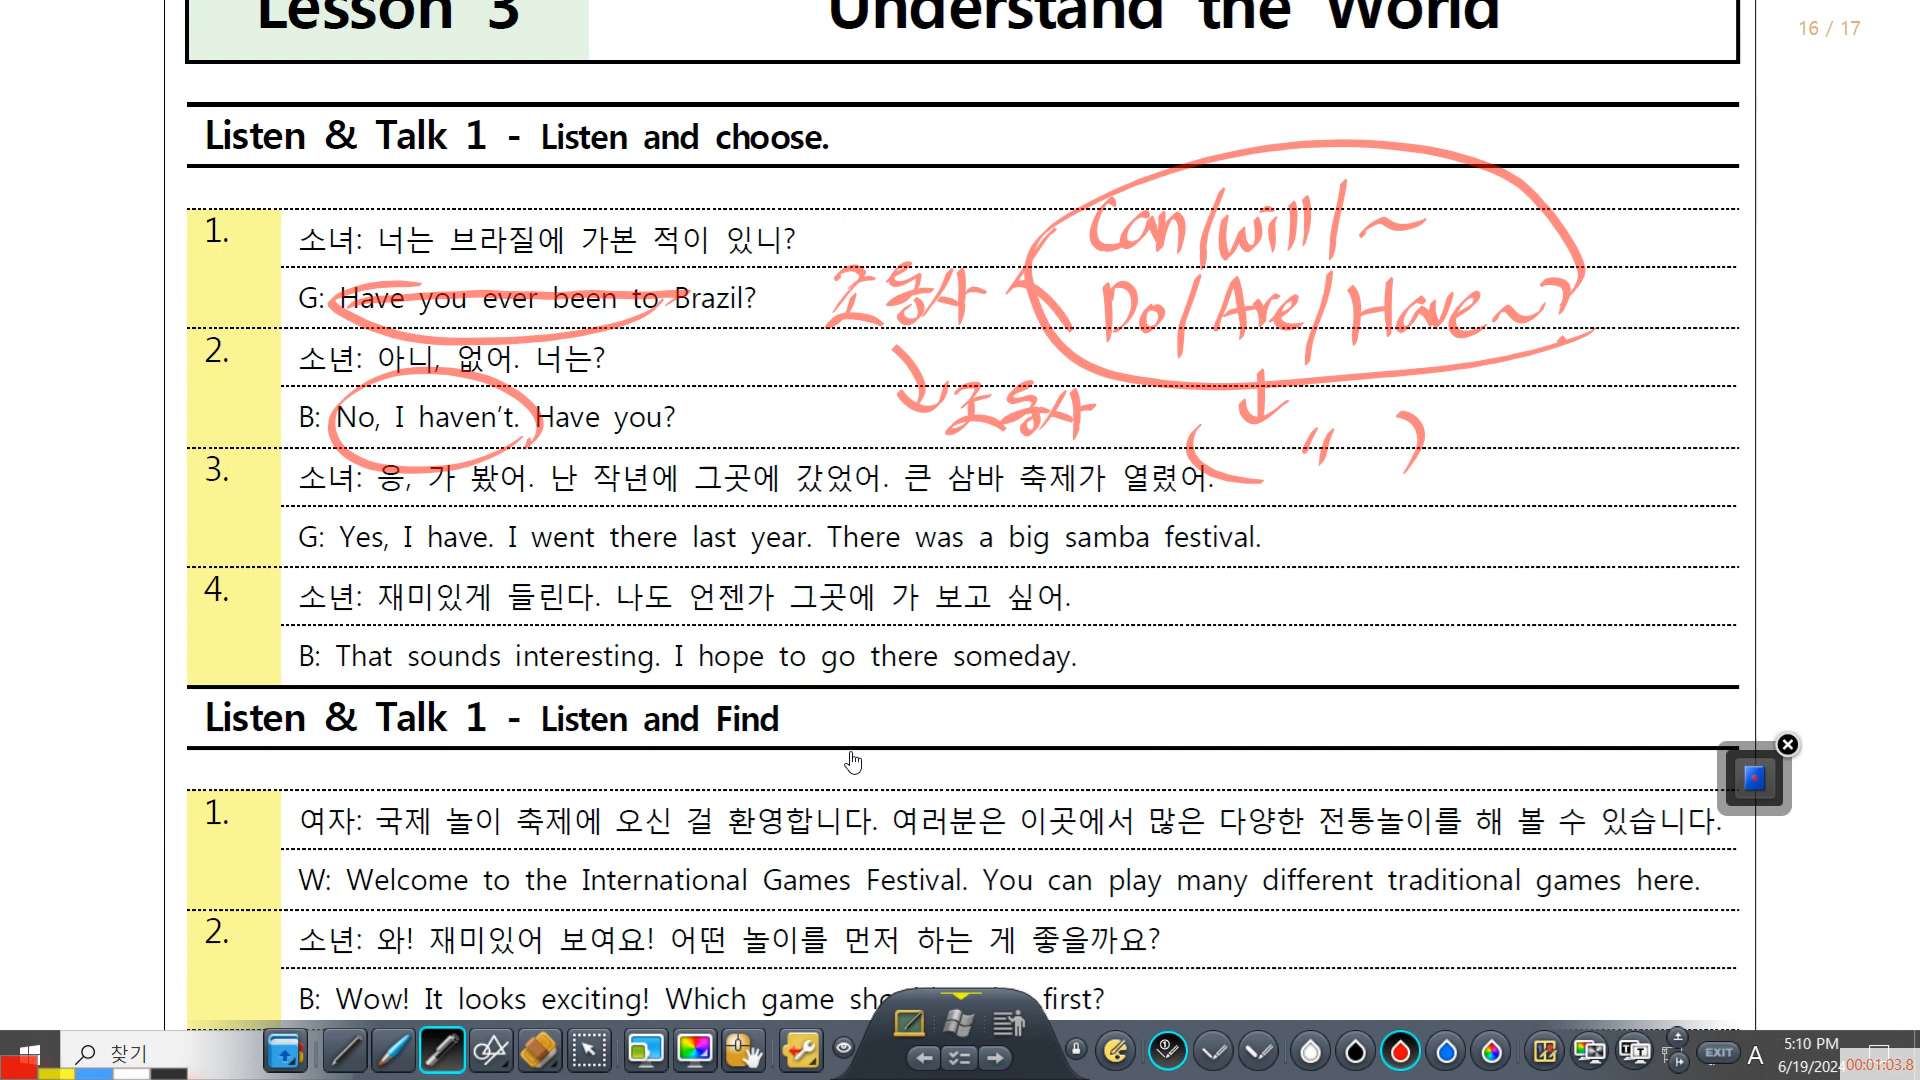 Lesson 3 Understand the World
16 / 17
Listen & Talk 1 - Listen and choose.
1.
소녀: 너는 브라질에 가본 적이 있니?
G: Have you ever been to Brazil?
2.
소년: 아니, 없어. 너는?
B: No, I haven't. Have you?
3.
소녀: 응, 가 봤어. 난 작년에 그곳에 갔었어. 큰 삼바 축제가 열렸어.
G: Yes, I have. I went there last year. There was a big samba festival.
4.
소년: 재미있게 들린다. 나도 언젠가 그곳에 가 보고 싶어.
B: That sounds interesting. I hope to go there someday.
Can/will/~
조동사
Do/Are/Have~?
조동사
( " )
Listen & Talk 1 - Listen and Find
1.
여자: 국제 놀이 축제에 오신 걸 환영합니다. 여러분은 이곳에서 많은 다양한 전통놀이를 해 볼 수 있습니다.
W: Welcome to the International Games Festival. You can play many different traditional games here.
2.
소년: 와! 재미있어 보여요! 어떤 놀이를 먼저 하는 게 좋을까요?
B: Wow! It looks exciting! Which game first?
찾기
EXIT
A
5:10 PM
6/19/2024
00:01:03.8